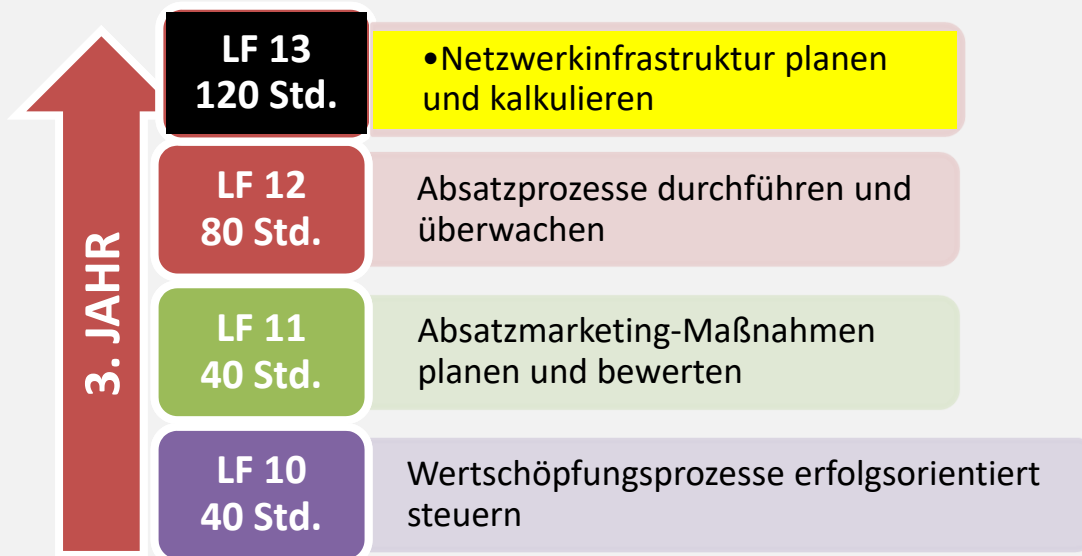 LF 13
120 Std.
•Netzwerkinfrastruktur planen
und kalkulieren
LF 12
80 Std.
Absatzprozesse durchführen und
überwachen
LF 11
40 Std.
Absatzmarketing-Maßnahmen
planen und bewerten
LF 10
40 Std.
Wertschöpfungsprozesse erfolgsorientiert
steuern
3. JAHR